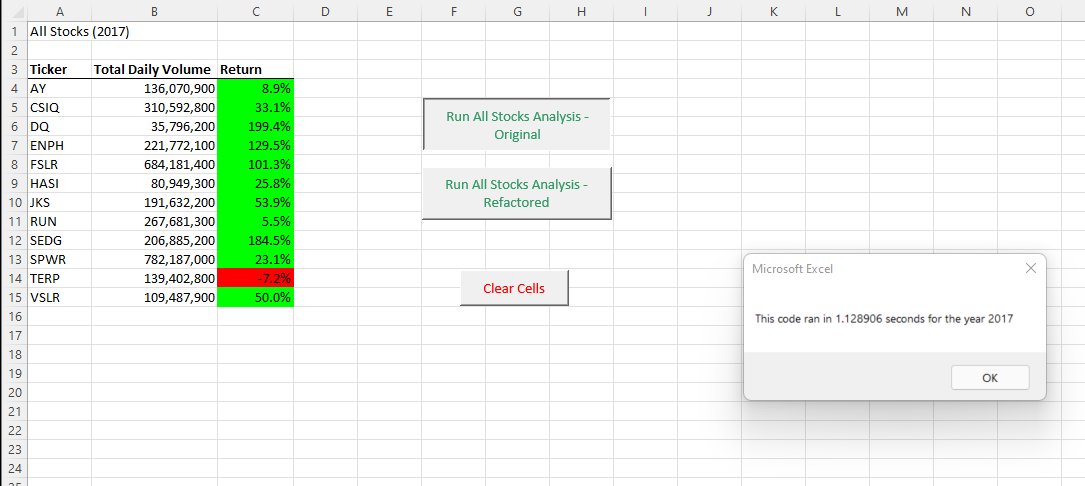 A B C D E F G H I J K L M N O
1 All Stocks (2017)
2
3 Ticker Total Daily Volume Return
4 AY 136,070,900 8.9%
5 CSIQ 310,592,800 33.1%
6 DQ 35,796,200 199.4%
7 ENPH 221,772,100 129.5%
8 FSLR 684,181,400 101.3%
9 HASI 80,949,300 25.8%
10 JKS 191,632,200 53.9%
11 RUN 267,681,300 5.5%
12 SEDG 206,885,200 184.5%
13 SPWR 782,187,000 23.1%
14 TERP 139,402,800 -7.2%
15 VSLR 109,487,900 50.0%
16
17
18
19
20
21
22
23
24
25
Run All Stocks Analysis -
Original
Run All Stocks Analysis -
Refactored
Clear Cells
Microsoft Excel
This code ran in 1.128906 seconds for the year 2017
OK